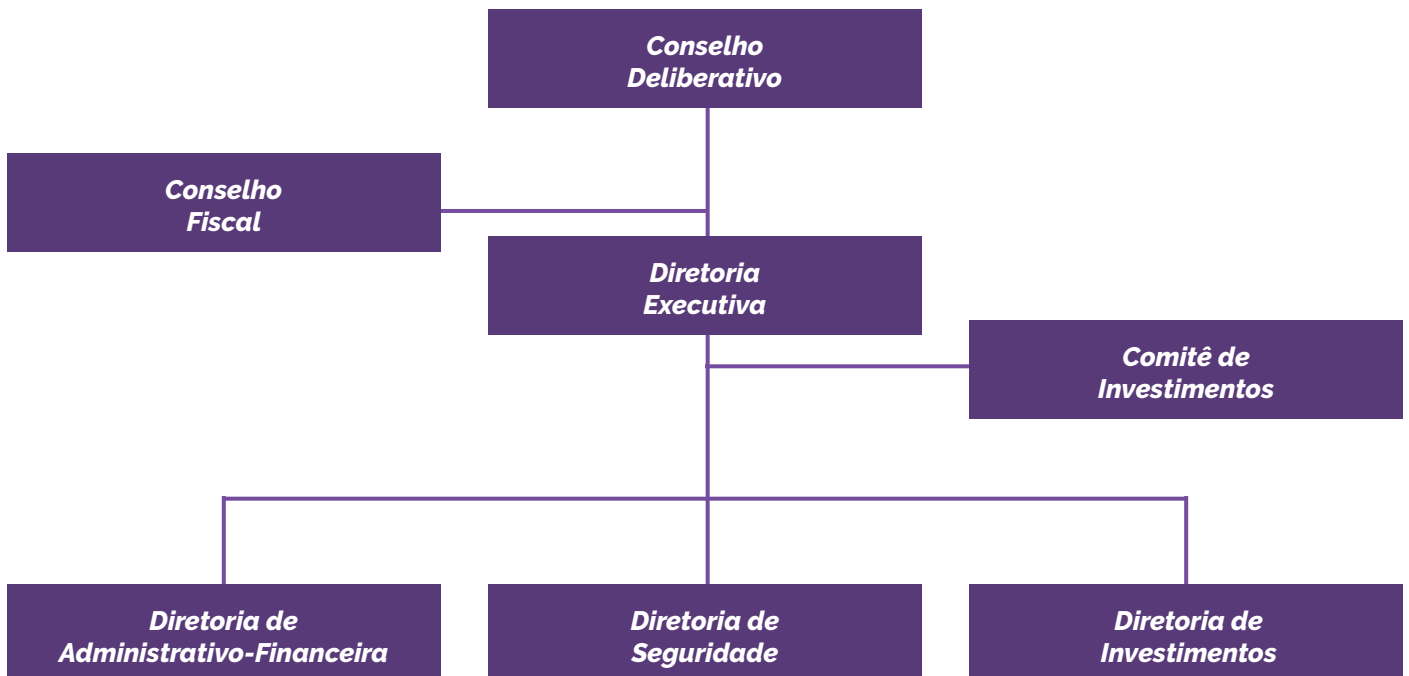 Conselho
Deliberativo
Conselho
Fiscal
Diretoria
Executiva
Comitê de
Investimentos
Diretoria de
Administrativo-Financeira
Diretoria de
Seguridade
Diretoria de
Investimentos